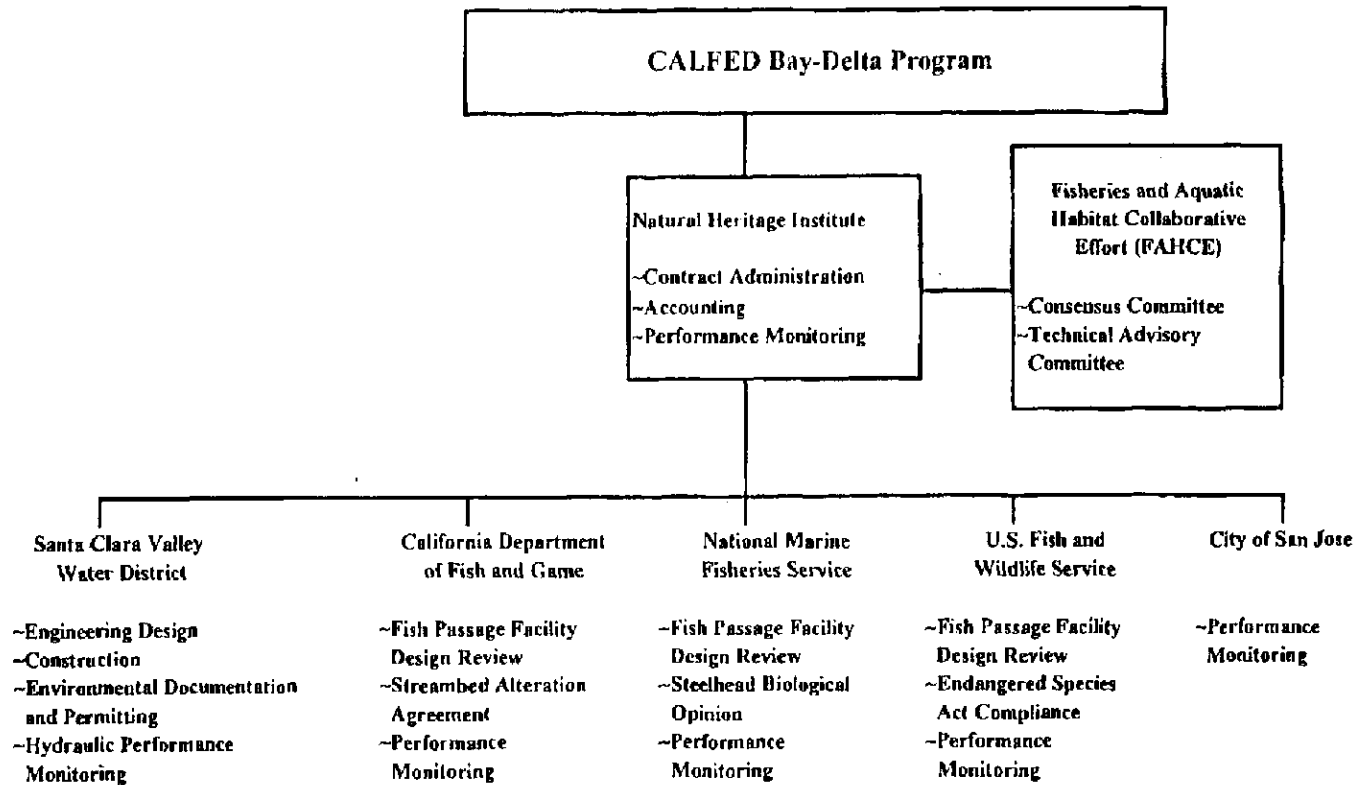 CALFED Bay-Delta Program
Natural Heritage Institute
~Contract Administration
~Accounting
~Performance Monitoring
Fisheries and Aquatic
Habitat Collaborative
Effort (FAHCE)
~Consensus Committee
~Technical Advisory
Committee
Santa Clara Valley
Water District
~Engineering Design
~Construction
~Environmental Documentation
and Permitting
~Hydraulic Performance
Monitoring
California Department
of Fish and Game
~Fish Passage Facility
Design Review
~Streambed Alteration
Agreement
~Performance
Monitoring
National Marine
Fisheries Service
~Fish Passage Facility
Design Review
~Steelhead Biological
Opinion
~Performance
Monitoring
U.S. Fish and
Wildlife Service
~Fish Passage Facility
Design Review
~Endangered Species
Act Compliance
~Performance
Monitoring
City of San Jose
~Performance
Monitoring